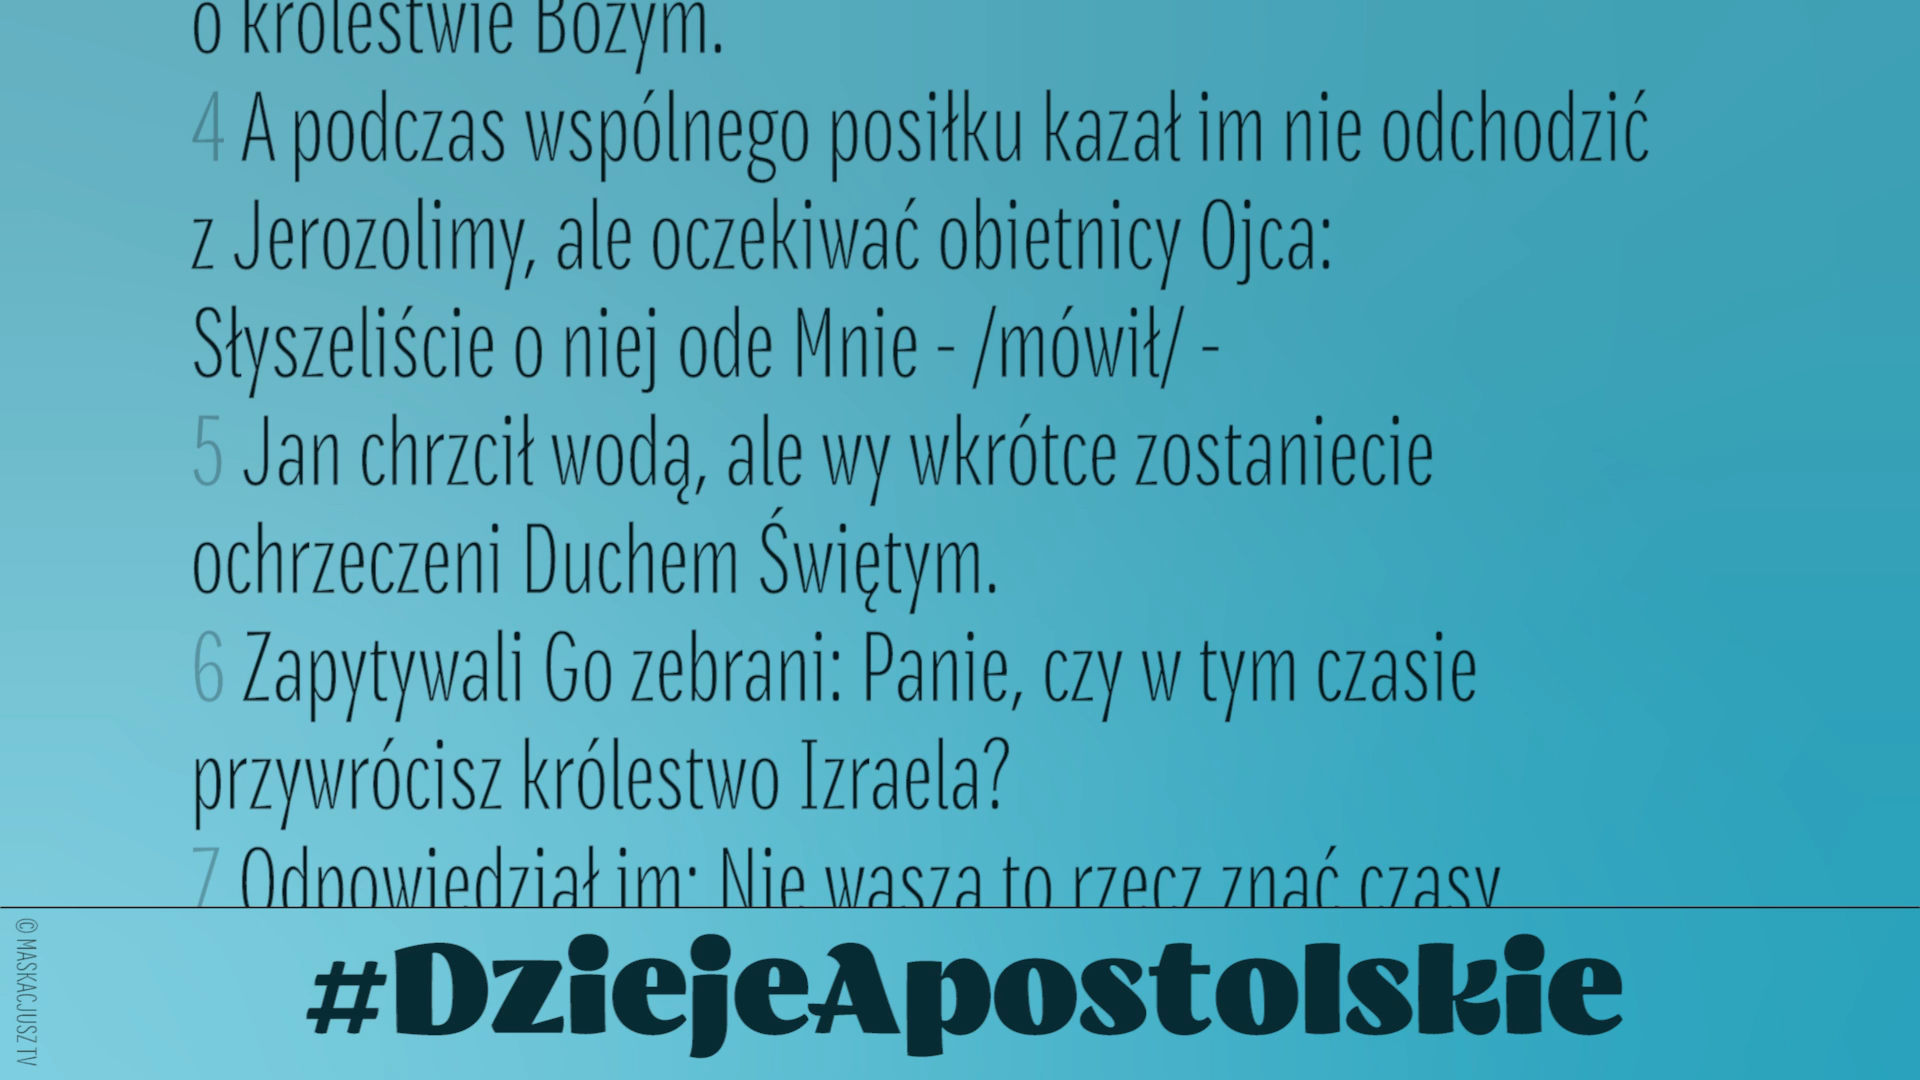 o królestwie Bożym.
4 A podczas wspólnego posiłku kazał im nie odchodzić
z Jerozolimy, ale oczekiwać obietnicy Ojca:
Słyszeliście o niej ode Mnie - /mówił/ -
5 Jan chrzcił wodą, ale wy wkrótce zostaniecie
ochrzeczeni Duchem Świętym.
6 Zapytywali Go zebrani: Panie, czy w tym czasie
przywrócisz królestwo Izraela?
7 Odpowiedział im: Nie wasza to rzecz znać czasy
#DziejeApostolskie
© MASKACJUSZ TV